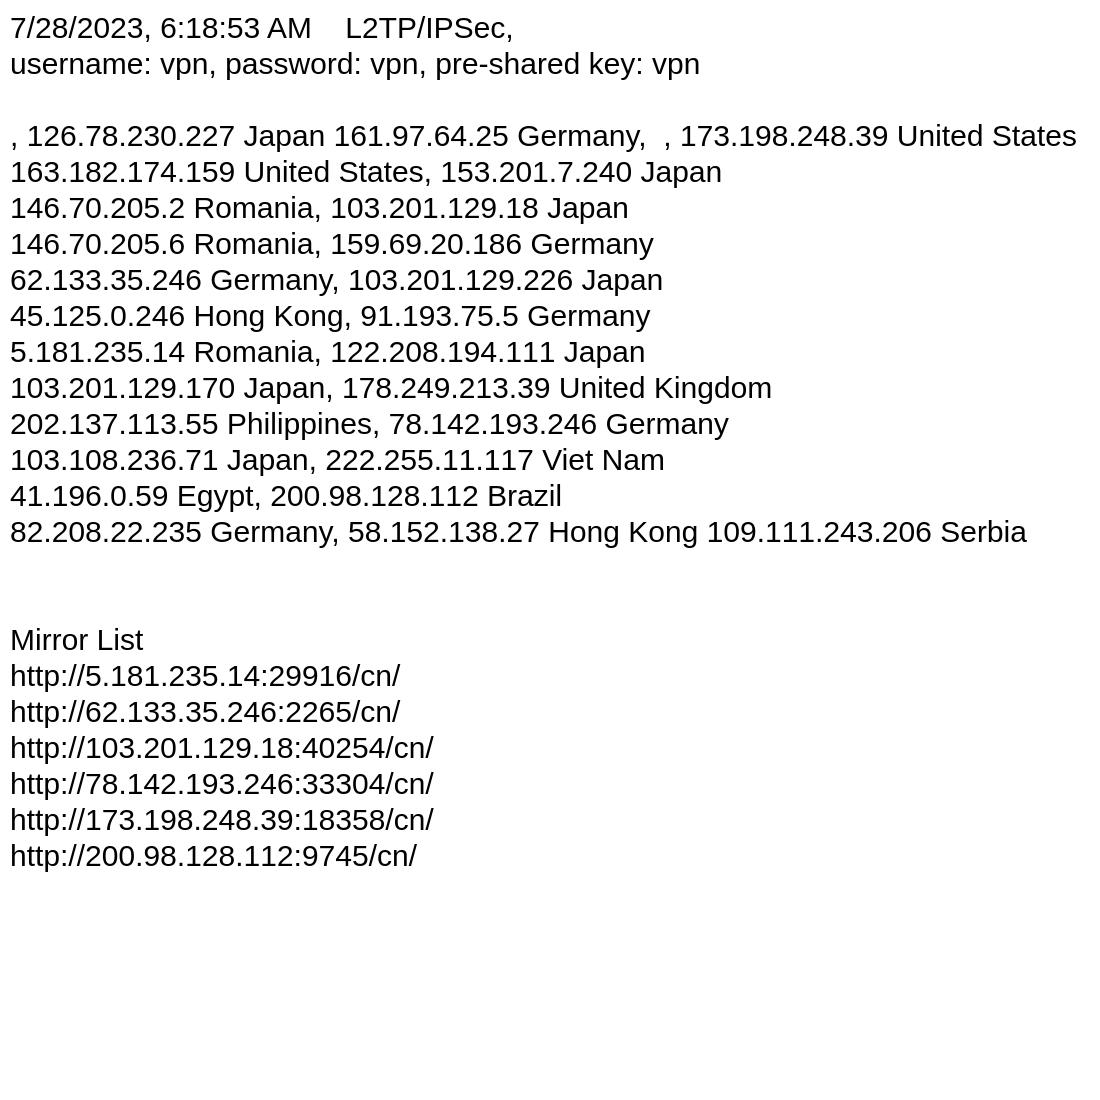 7/28/2023, 6:18:53 AM    L2TP/IPSec,
username: vpn, password: vpn, pre-shared key: vpn
, 126.78.230.227 Japan 161.97.64.25 Germany,  , 173.198.248.39 United States
163.182.174.159 United States, 153.201.7.240 Japan
146.70.205.2 Romania, 103.201.129.18 Japan
146.70.205.6 Romania, 159.69.20.186 Germany
62.133.35.246 Germany, 103.201.129.226 Japan
45.125.0.246 Hong Kong, 91.193.75.5 Germany
5.181.235.14 Romania, 122.208.194.111 Japan
103.201.129.170 Japan, 178.249.213.39 United Kingdom
202.137.113.55 Philippines, 78.142.193.246 Germany
103.108.236.71 Japan, 222.255.11.117 Viet Nam
41.196.0.59 Egypt, 200.98.128.112 Brazil
82.208.22.235 Germany, 58.152.138.27 Hong Kong 109.111.243.206 Serbia
Mirror List
http://5.181.235.14:29916/cn/
http://62.133.35.246:2265/cn/
http://103.201.129.18:40254/cn/
http://78.142.193.246:33304/cn/
http://173.198.248.39:18358/cn/
http://200.98.128.112:9745/cn/